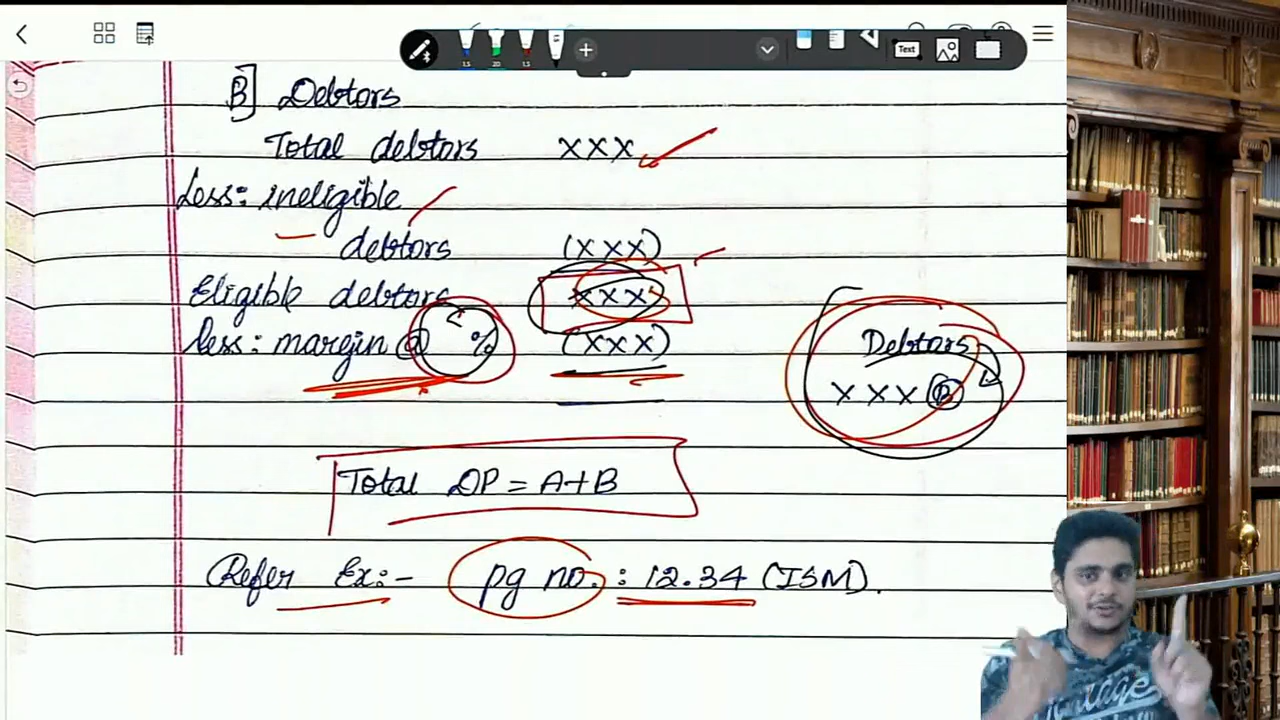 Text
B] Debtors
Total debtors xxx
Less: ineligible
debtors (xxx)
Eligible debtors xxx
less: margin @ % (xxx)
Debtors
xxx B
Total DP = A+B
Refer Ex:- pg no. : 12.34 (ISM).